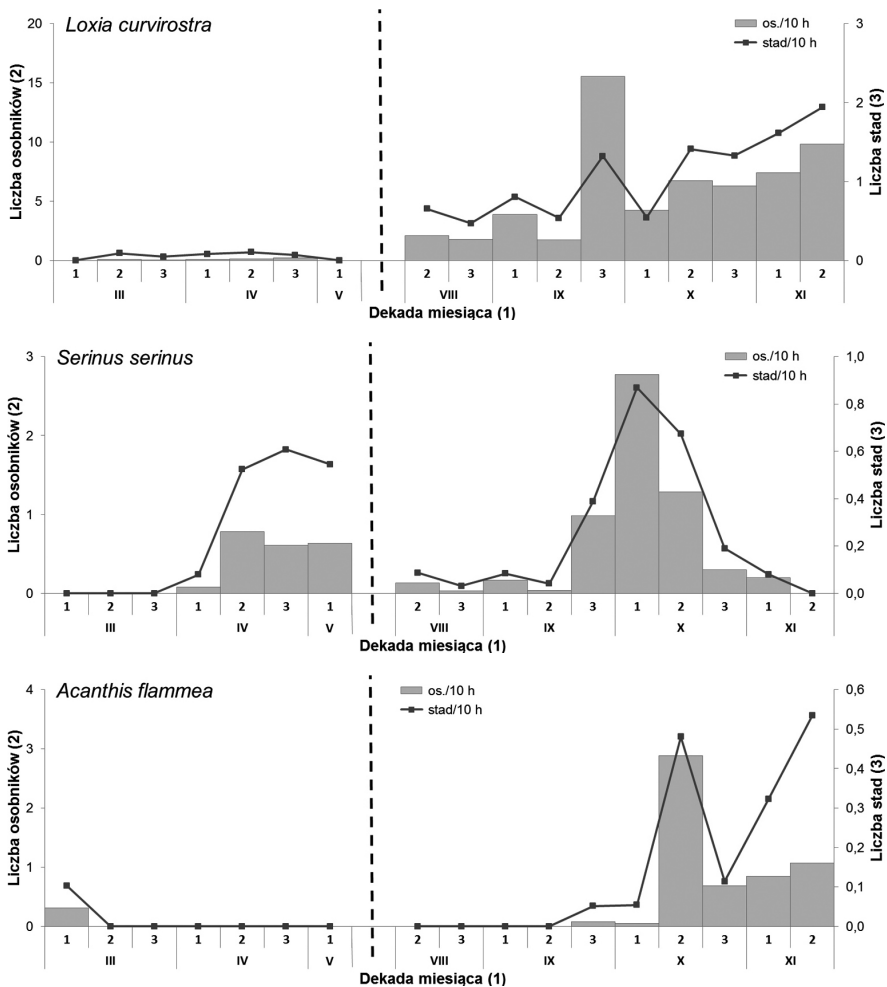 Loxia curvirostra
os./10 h
stad/10 h
Liczba osobników (2)
20
15
10
5
0
Liczba stad (3)
3
2
1
0
1 2 3 1 2 3 1 2 3 1 2 3 1 2 3 1 2
III IV V VIII IX X XI
Dekada miesiąca (1)
Serinus serinus
os./10 h
stad/10 h
Liczba osobników (2)
3
2
1
0
Liczba stad (3)
1,0
0,8
0,6
0,4
0,2
0,0
1 2 3 1 2 3 1 2 3 1 2 3 1 2 3 1 2
III IV V VIII IX X XI
Dekada miesiąca (1)
Acanthis flammea
os./10 h
stad/10 h
Liczba osobników (2)
4
3
2
1
0
Liczba stad (3)
0,6
0,5
0,4
0,3
0,2
0,1
0,0
1 2 3 1 2 3 1 2 3 1 2 3 1 2 3 1 2
III IV V VIII IX X XI
Dekada miesiąca (1)